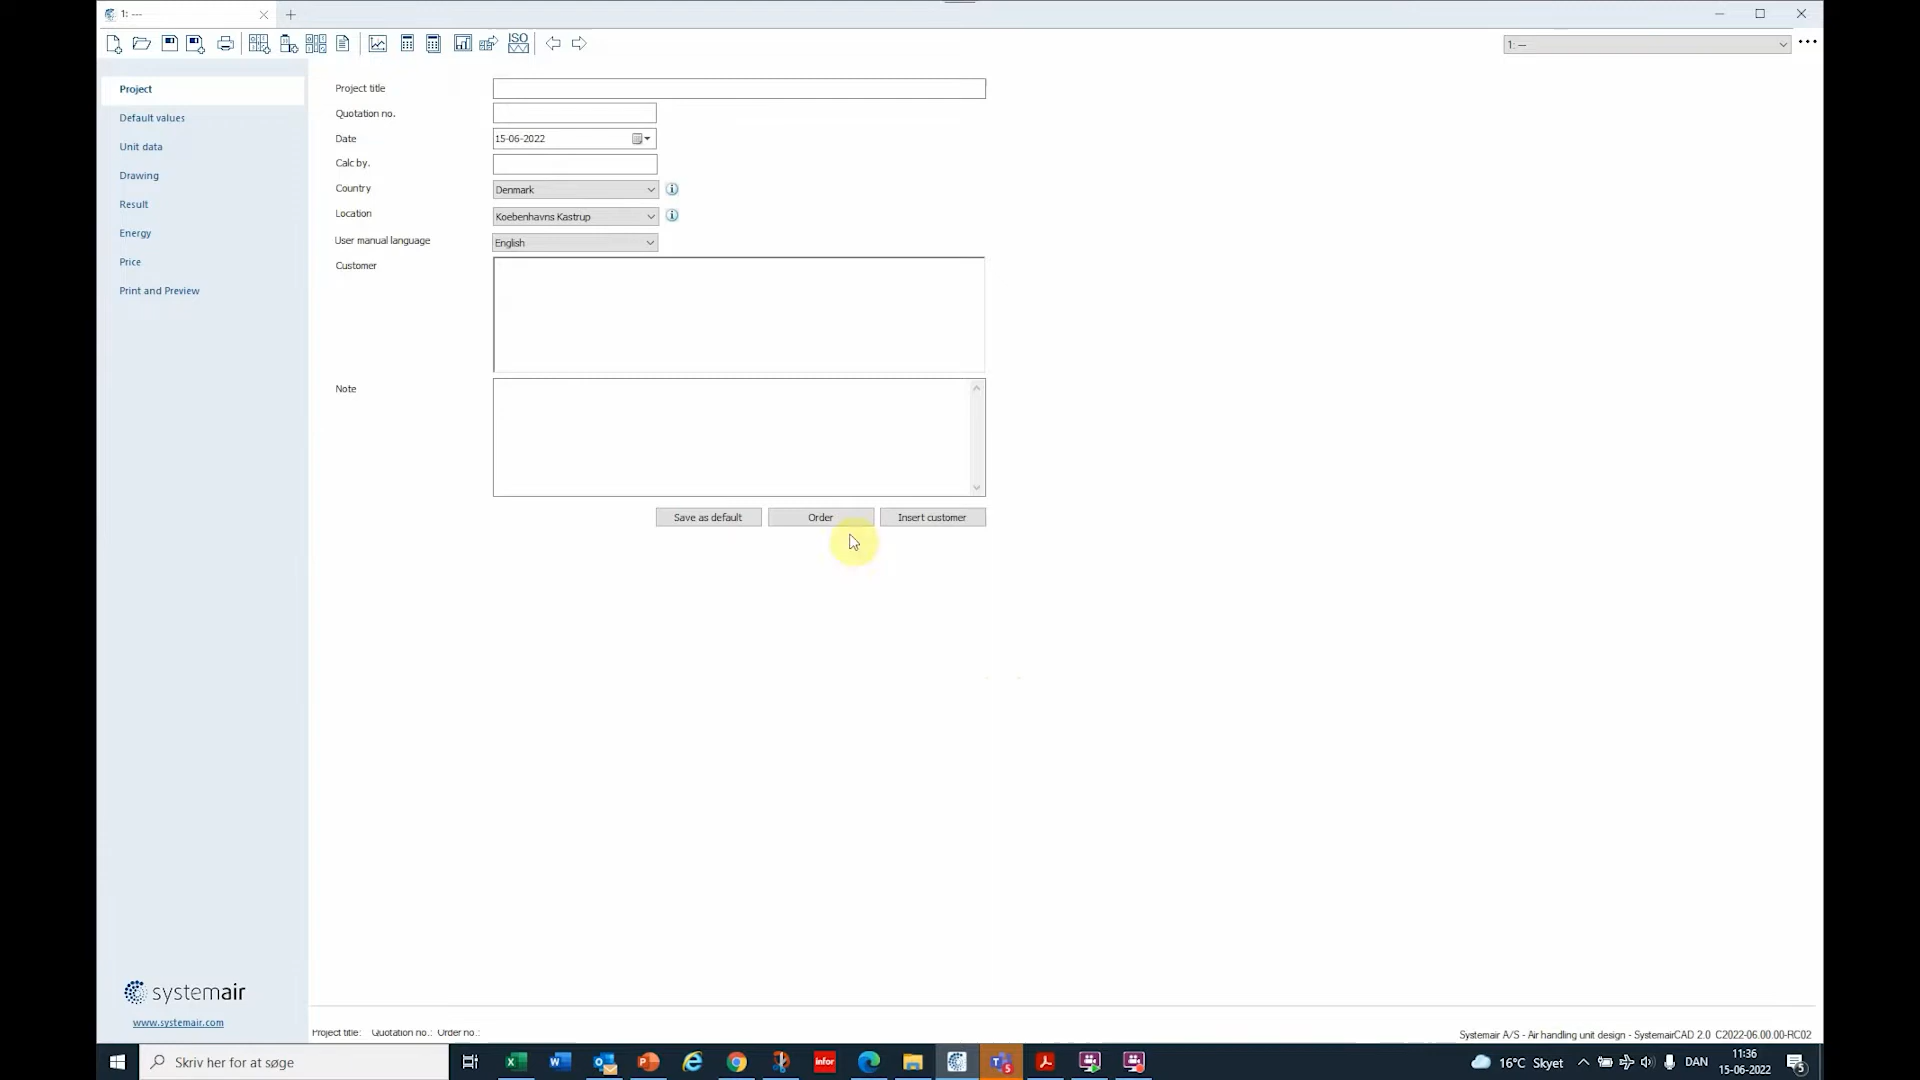 1: ---
ISO
1: ---
Project
Default values
Unit data
Drawing
Result
Energy
Price
Print and Preview
Project title
Quotation no.
Date
15-06-2022
Calc by.
Country
Denmark
Location
Koebenhavns Kastrup
User manual language
English
Customer
Note
Save as default
Order
Insert customer
systemair
www.systemair.com
Project title: Quotation no.: Order no.:
Systemair A/S - Air handling unit design - SystemairCAD 2.0 C2022-06.00.00-RC02
Skriv her for at søge
infor
16°C Skyet
DAN
11:36
15-06-2022
5